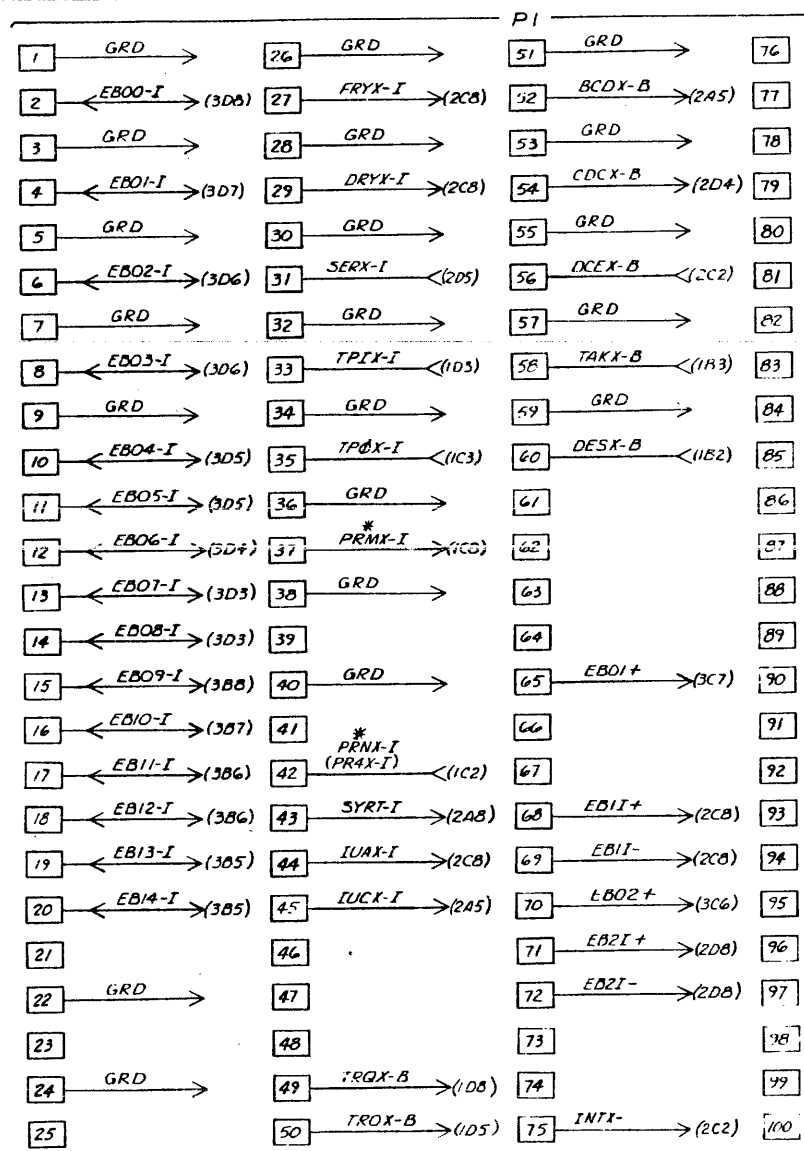 P1
1 GRD 26 GRD 51 GRD 76
2 EB00-I (3D8) 27 FRYX-I (2C8) 52 BCDX-B (2A5) 77
3 GRD 28 GRD 53 GRD 78
4 EB01-I (3D7) 29 DRYX-I (2C8) 54 CDCX-B (2D4) 79
5 GRD 30 GRD 55 GRD 80
6 EB02-I (3D6) 31 SERX-I (2D5) 56 DCEX-B (2C2) 81
7 GRD 32 GRD 57 GRD 82
8 EB03-I (3D6) 33 TPIX-I (1D3) 58 TAKX-B (1B3) 83
9 GRD 34 GRD 59 GRD 84
10 EB04-I (3D5) 35 TPØX-I (1C3) 60 DESX-B (1B2) 85
11 EB05-I (3D5) 36 GRD 61 86
*
12 EB06-I (3D4) 37 PRMX-I (1C8) 62 87
13 EB07-I (3D3) 38 GRD 63 88
14 EB08-I (3D3) 39 64 89
15 EB09-I (3B8) 40 GRD 65 EB01+ (3C7) 90
16 EB10-I (3B7) 41 66 91
*
PRNX-I
17 EB11-I (3B6) 42 (PR4X-I) (1C2) 67 92
18 EB12-I (3B6) 43 SYRT-I (2A8) 68 EB1I+ (2C8) 93
19 EB13-I (3B5) 44 IUAX-I (2C8) 69 EB1I- (2C8) 94
20 EB14-I (3B5) 45 IUCX-I (2A5) 70 EB02+ (3C6) 95
21 46 71 EB2I+ (2D8) 96
22 GRD 47 72 EB2I- (2D8) 97
23 48 73 98
24 GRD 49 TRQX-B (1D8) 74 99
25 50 TROX-B (1D5) 75 INTX- (2C2) 100